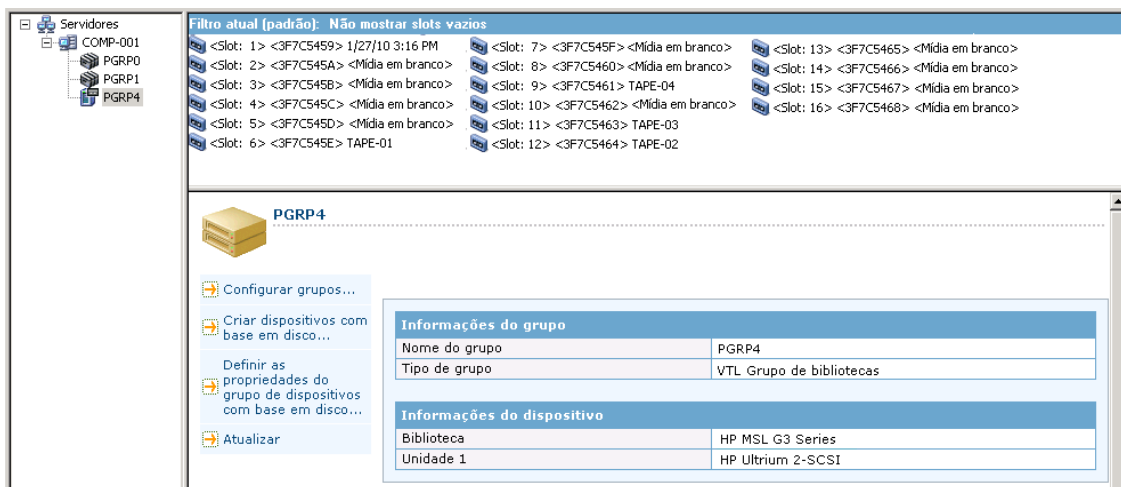 Servidores
COMP-001
PGRP0
PGRP1
PGRP4
Filtro atual (padrão): Não mostrar slots vazios
<Slot: 1> <3F7C5459> 1/27/10 3:16 PM
<Slot: 2> <3F7C545A> <Mídia em branco>
<Slot: 3> <3F7C545B> <Mídia em branco>
<Slot: 4> <3F7C545C> <Mídia em branco>
<Slot: 5> <3F7C545D> <Mídia em branco>
<Slot: 6> <3F7C545E> TAPE-01
<Slot: 7> <3F7C545F> <Mídia em branco>
<Slot: 8> <3F7C5460> <Mídia em branco>
<Slot: 9> <3F7C5461> TAPE-04
<Slot: 10> <3F7C5462> <Mídia em branco>
<Slot: 11> <3F7C5463> TAPE-03
<Slot: 12> <3F7C5464> TAPE-02
<Slot: 13> <3F7C5465> <Mídia em branco>
<Slot: 14> <3F7C5466> <Mídia em branco>
<Slot: 15> <3F7C5467> <Mídia em branco>
<Slot: 16> <3F7C5468> <Mídia em branco>
PGRP4
Configurar grupos...
Criar dispositivos com
base em disco...
Definir as
propriedades do
grupo de dispositivos
com base em disco...
Atualizar
Informações do grupo
Nome do grupo PGRP4
Tipo de grupo VTL Grupo de bibliotecas
Informações do dispositivo
Biblioteca HP MSL G3 Series
Unidade 1 HP Ultrium 2-SCSI